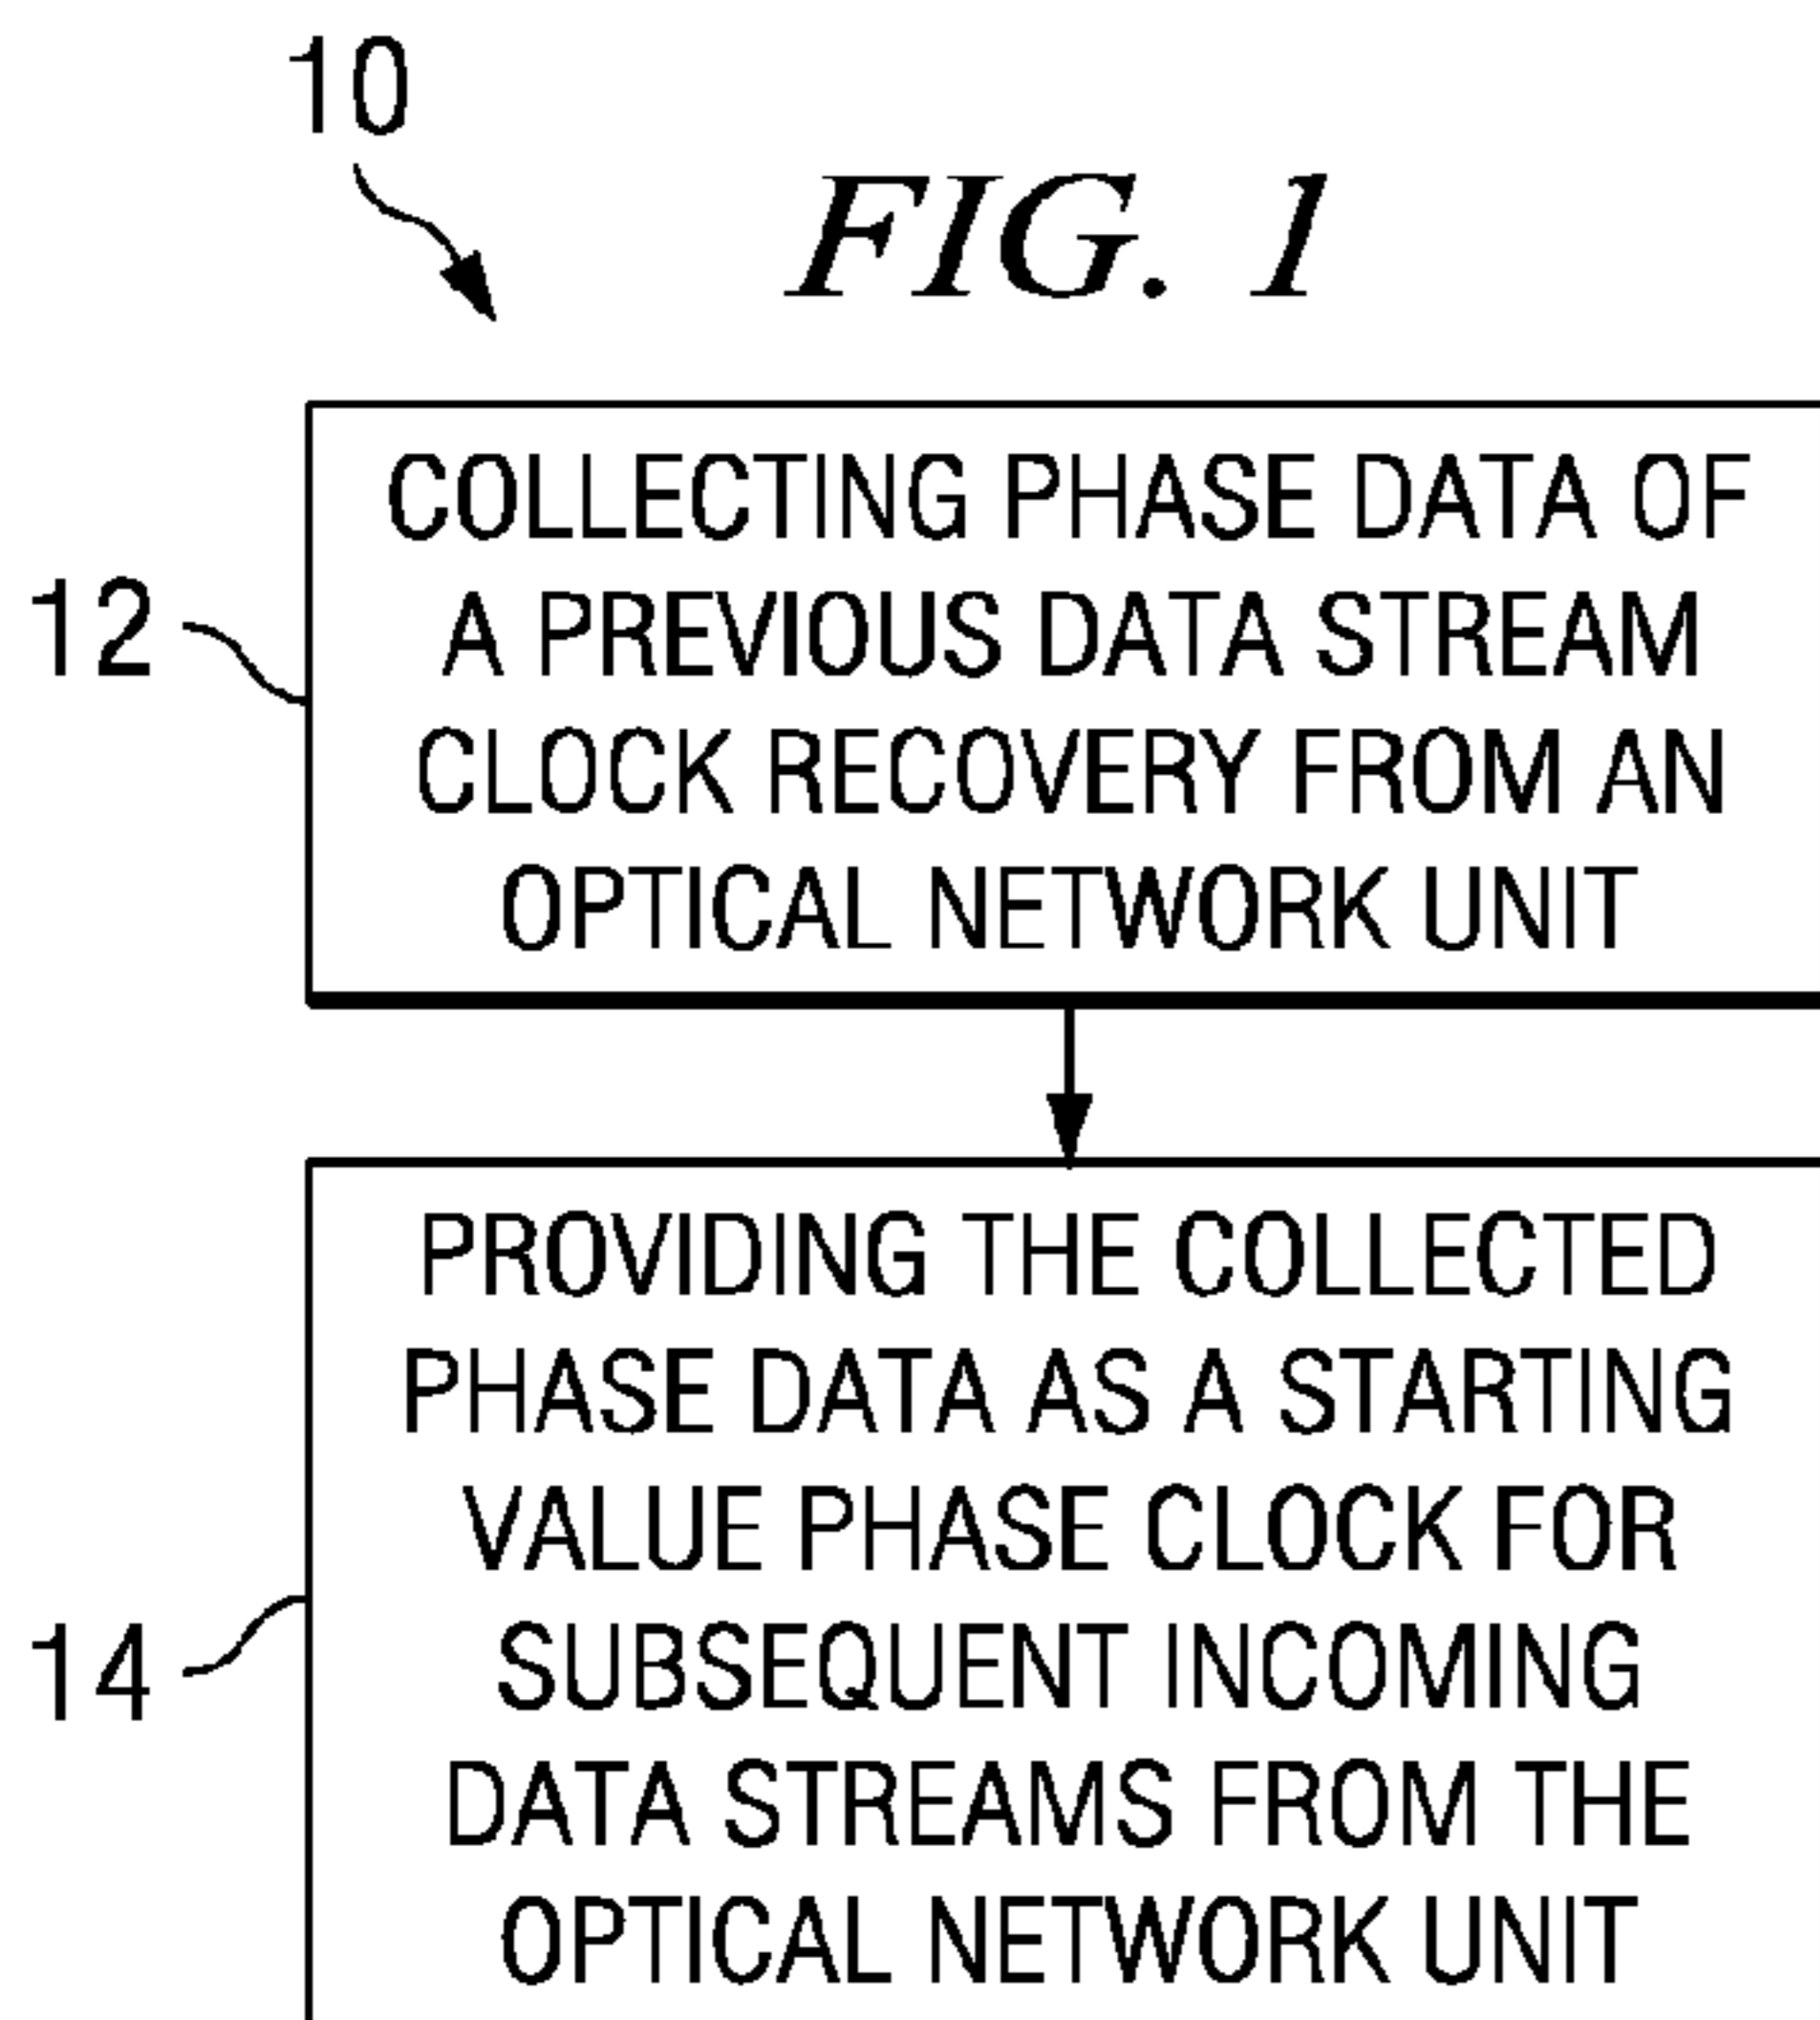 10
FIG. 1
COLLECTING PHASE DATA OF
A PREVIOUS DATA STREAM
12
CLOCK RECOVERY FROM AN
OPTICAL NETWORK UNIT
PROVIDING THE COLLECTED
PHASE DATA AS A STARTING
VALUE PHASE CLOCK FOR
14
SUBSEQUENT INCOMING
DATA STREAMS FROM THE
OPTICAL NETWORK UNIT